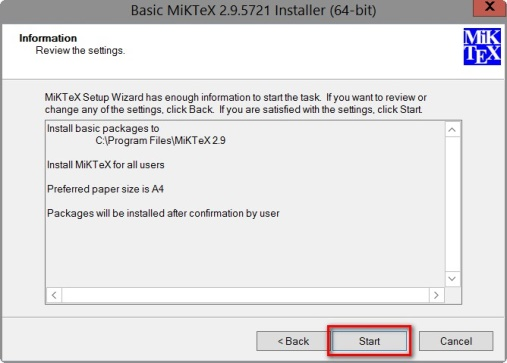 Basic MiKTeX 2.9.5721 Installer (64-bit)
X
Information
Review the settings.
MiK
TEX
MiKTeX Setup Wizard has enough information to start the task. If you want to review or
change any of the settings, click Back. If you are satisfied with the settings, click Start.
Install basic packages to
C:\Program Files\MiKTeX 2.9
Install MiKTeX for all users
Preferred paper size is A4
Packages will be installed after confirmation by user
< Back
Start
Cancel